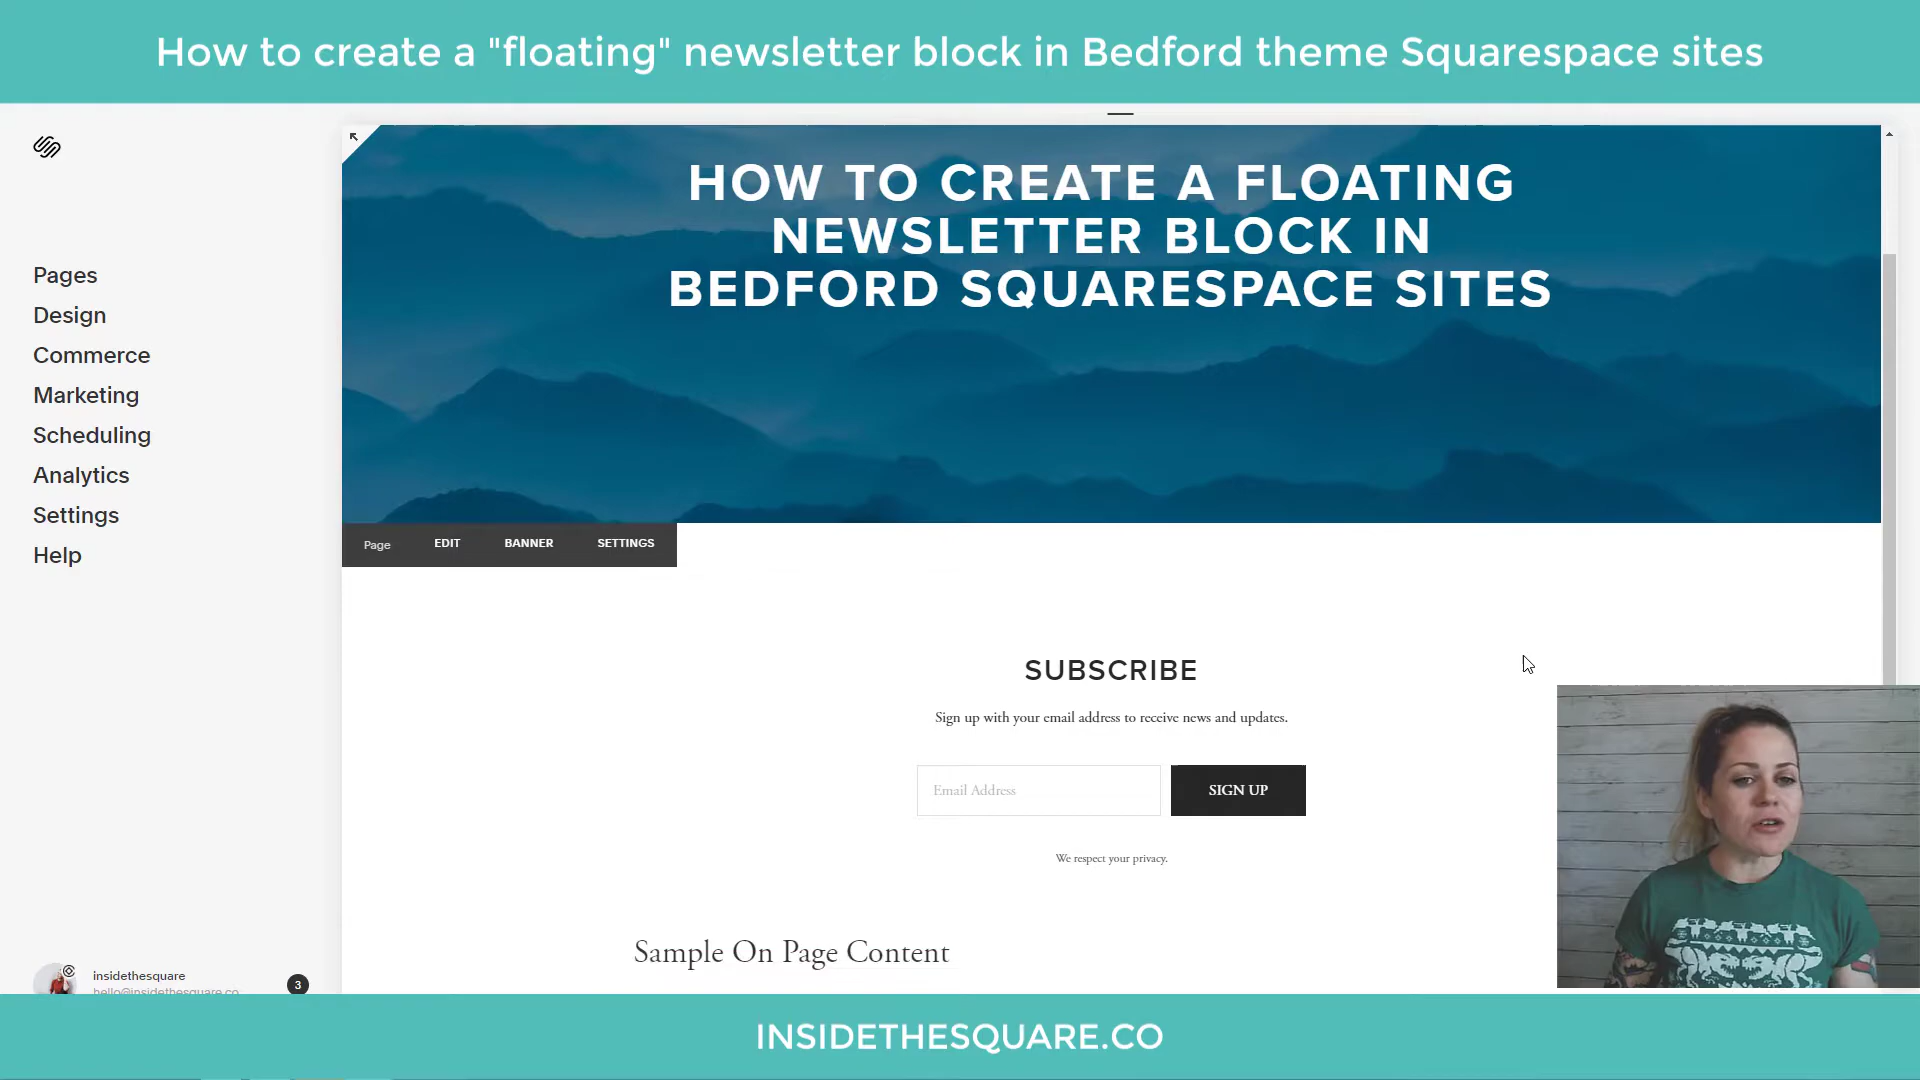 How to create a "floating" newsletter block in Bedford theme Squarespace sites
HOW TO CREATE A FLOATING
NEWSLETTER BLOCK IN
BEDFORD SQUARESPACE SITES
Pages
Design
Commerce
Marketing
Scheduling
Analytics
Settings
Help
Page EDIT BANNER SETTINGS
SUBSCRIBE
Sign up with your email address to receive news and updates.
Email Address SIGN UP
We respect your privacy.
Sample On Page Content
insidethesquare
hello@insidethesquare.co
3
INSIDETHESQUARE.CO